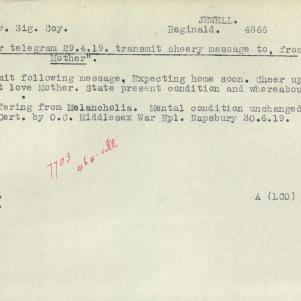 JEWELL.
. Sig. Coy. Reginald. 4866
r telegram 29.4.19. transmit cheery message to, from
Mother".
mit following message, Expecting home soon. Cheer up
t love Mother. State present condition and whereabou
fering from Melancholia. Mental condition unchanged
Cert. by O.C. Middlesex War Hpl. Napsbury 30.6.19.
7703
A (LCO)